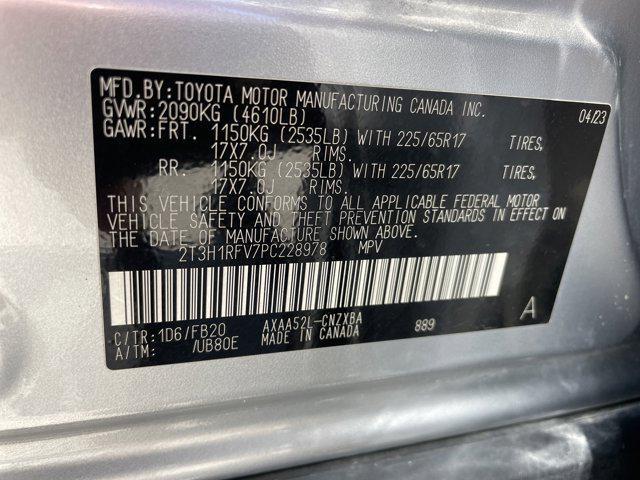 MFD.BY:TOYOTA MOTOR MANUFACTURING CANADA INC.
GVWR:2090KG (4610LB) 04/23
GAWR:FRT. 1150KG (2535LB) WITH 225/65R17 TIRES,
17X7.0J RIMS.
RR. 1150KG (2535LB) WITH 225/65R17 TIRES,
17X7.0J RIMS.
THIS VEHICLE CONFORMS TO ALL APPLICABLE FEDERAL MOTOR
VEHICLE SAFETY AND THEFT PREVENTION STANDARDS IN EFFECT ON
THE DATE OF MANUFACTURE SHOWN ABOVE.
2T3H1RFV7PC228978 MPV
C/TR:1D6/FB20 AXAA52L-CNZXBA 889 A
A/TM: /UB80E MADE IN CANADA